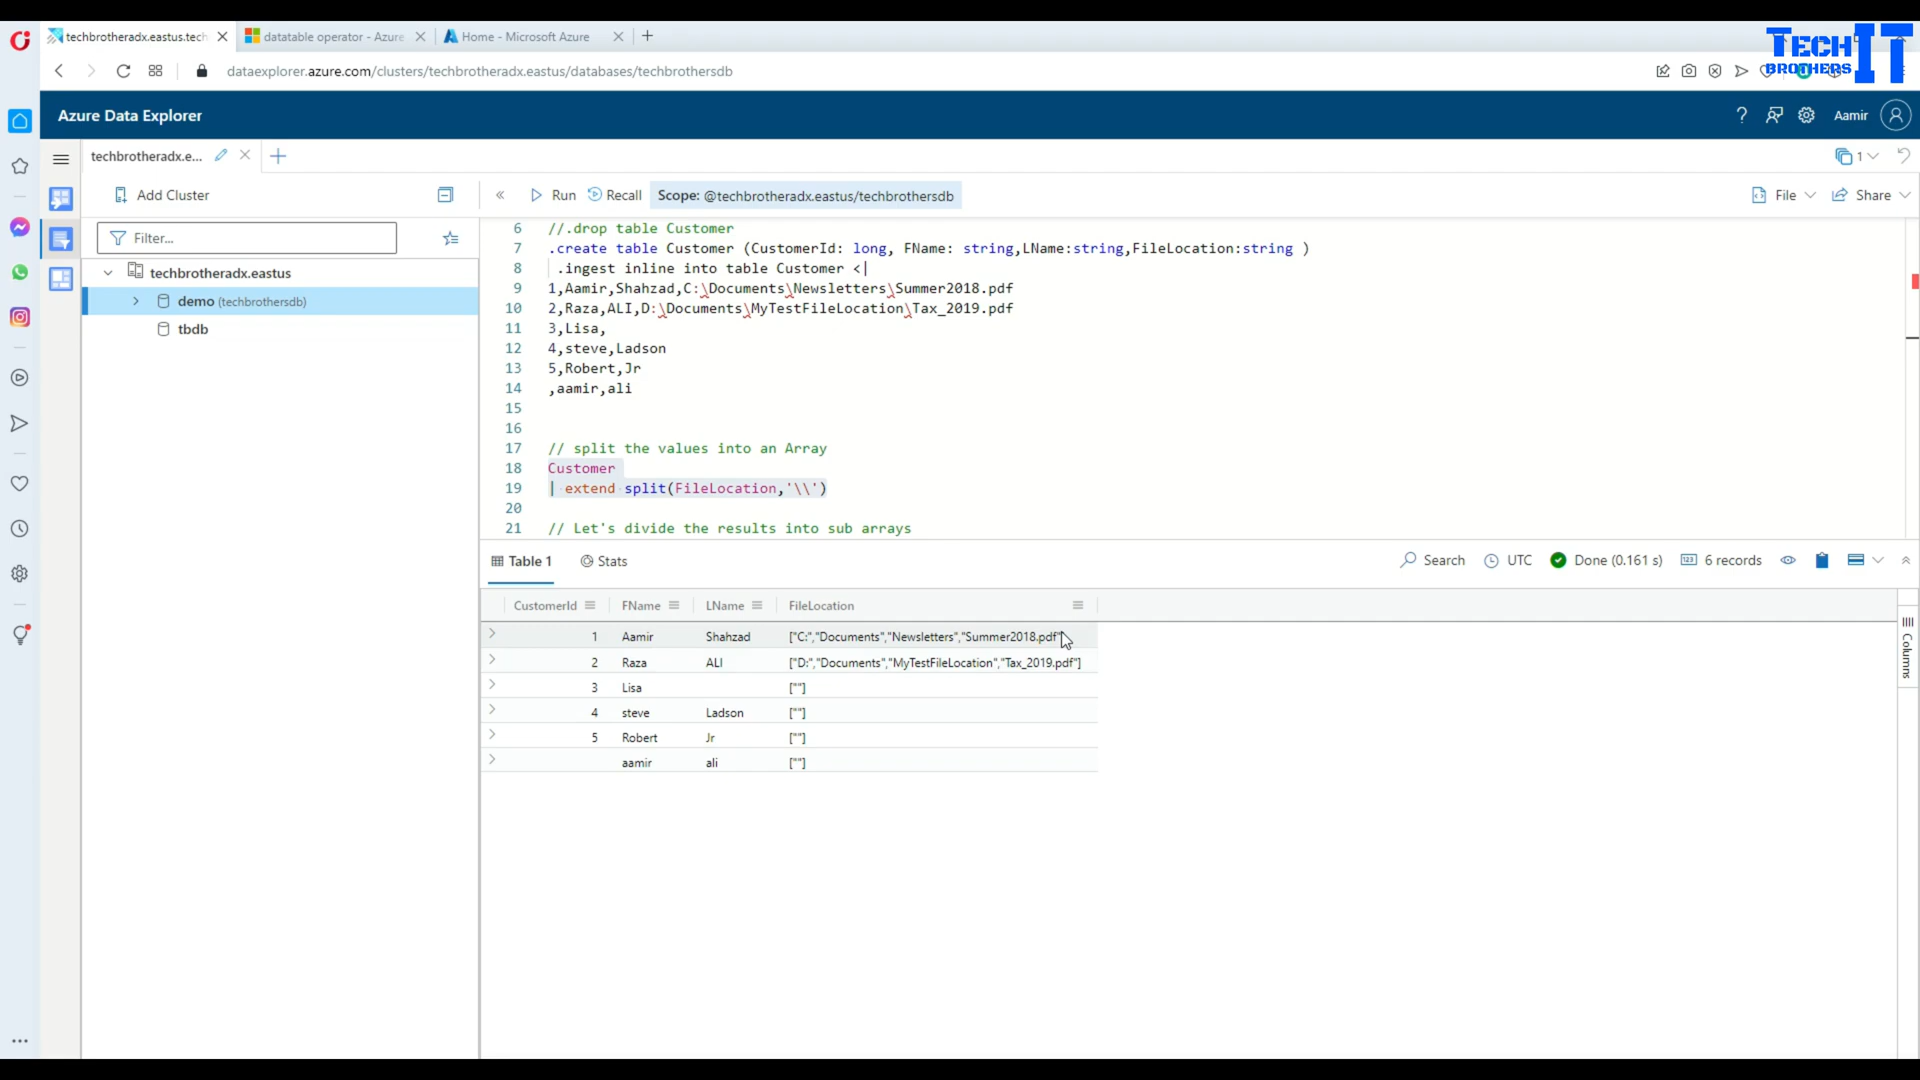 techbrotheradx.eastus.tech
datatable operator - Azure
Home - Microsoft Azure
TECH IT
BROTHERS
dataexplorer.azure.com/clusters/techbrotheradx.eastus/databases/techbrothersdb
Azure Data Explorer
?
Aamir
techbrotheradx.e...
1
Add Cluster
Run
Recall
Scope: @techbrotheradx.eastus/techbrothersdb
File
Share
Filter...
techbrotheradx.eastus
demo (techbrothersdb)
tbdb
6 //.drop table Customer
7 .create table Customer (CustomerId: long, FName: string,LName:string,FileLocation:string )
8 .ingest inline into table Customer <|
9 1,Aamir,Shahzad,C:\Documents\Newsletters\Summer2018.pdf
10 2,Raza,ALI,D:\Documents\MyTestFileLocation\Tax_2019.pdf
11 3,Lisa,
12 4,steve,Ladson
13 5,Robert,Jr
14 ,aamir,ali
15
16
17 // split the values into an Array
18 Customer
19 | extend split(FileLocation,'\\')
20
21 // Let's divide the results into sub arrays
Table 1
Stats
Search
UTC
Done (0.161 s)
6 records
CustomerId FName LName FileLocation
1 Aamir Shahzad ["C:","Documents","Newsletters","Summer2018.pdf"
2 Raza ALI ["D:","Documents","MyTestFileLocation","Tax_2019.pdf"]
3 Lisa [""]
4 steve Ladson [""]
5 Robert Jr [""]
aamir ali [""]
Columns